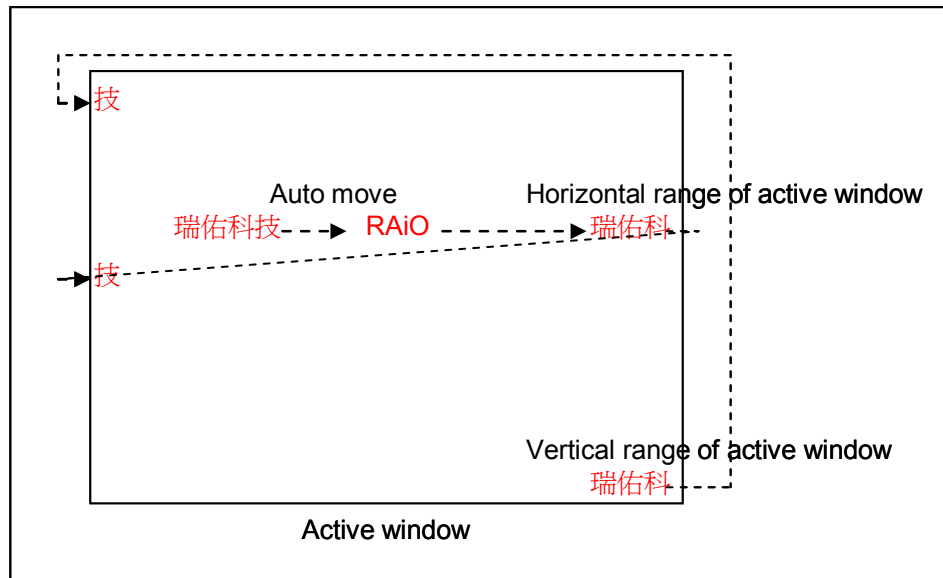 技
Auto move
Horizontal range of active window
瑞佑科技 RAiO 瑞佑科
技
Vertical range of active window
瑞佑科
Active window